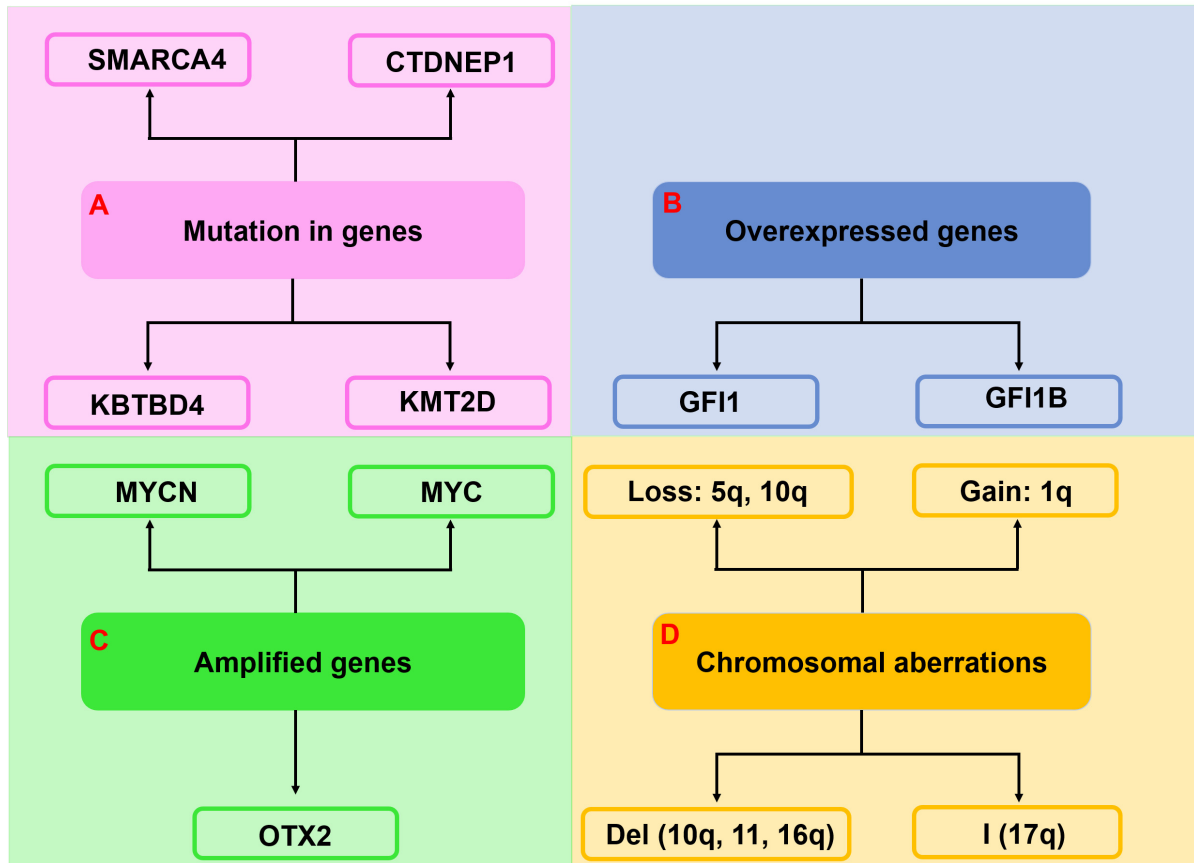 SMARCA4
CTDNEP1
A
Mutation in genes
KBTBD4
KMT2D
B
Overexpressed genes
GFI1
GFI1B
MYCN
MYC
C
Amplified genes
OTX2
Loss: 5q, 10q
Gain: 1q
D
Chromosomal aberrations
Del (10q, 11, 16q)
I (17q)